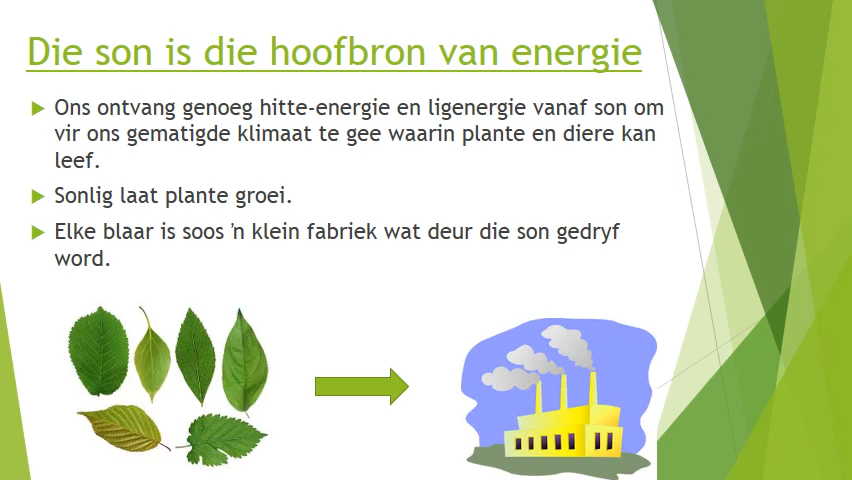 Die son is die hoofbron van energie
Ons ontvang genoeg hitte-energie en ligenergie vanaf son om
vir ons gematigde klimaat te gee waarin plante en diere kan
leef.
Sonlig laat plante groei.
Elke blaar is soos ’n klein fabriek wat deur die son gedryf
word.